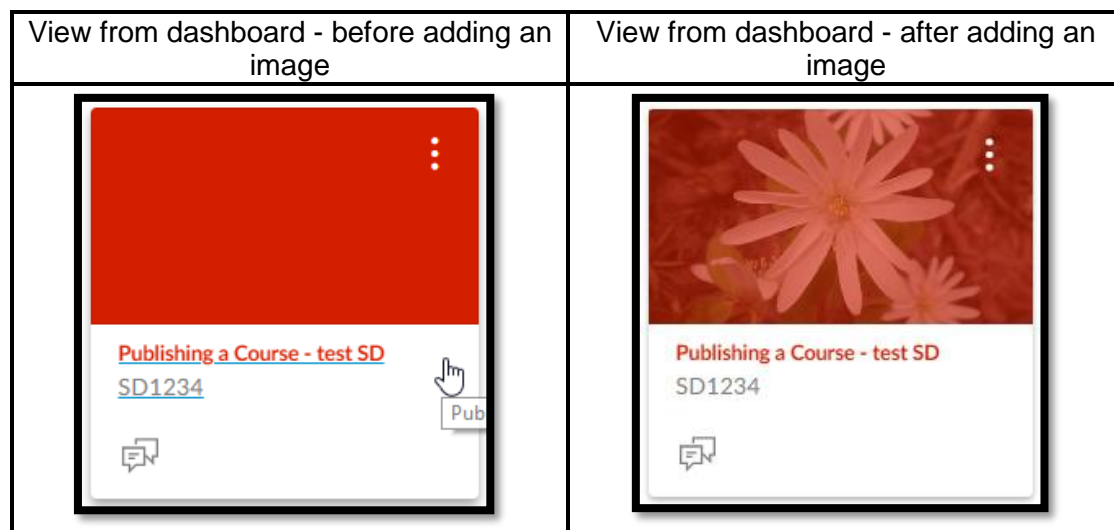 View from dashboard - before adding an
image
View from dashboard - after adding an
image
Publishing a Course - test SD
SD1234
Pub
Publishing a Course - test SD
SD1234